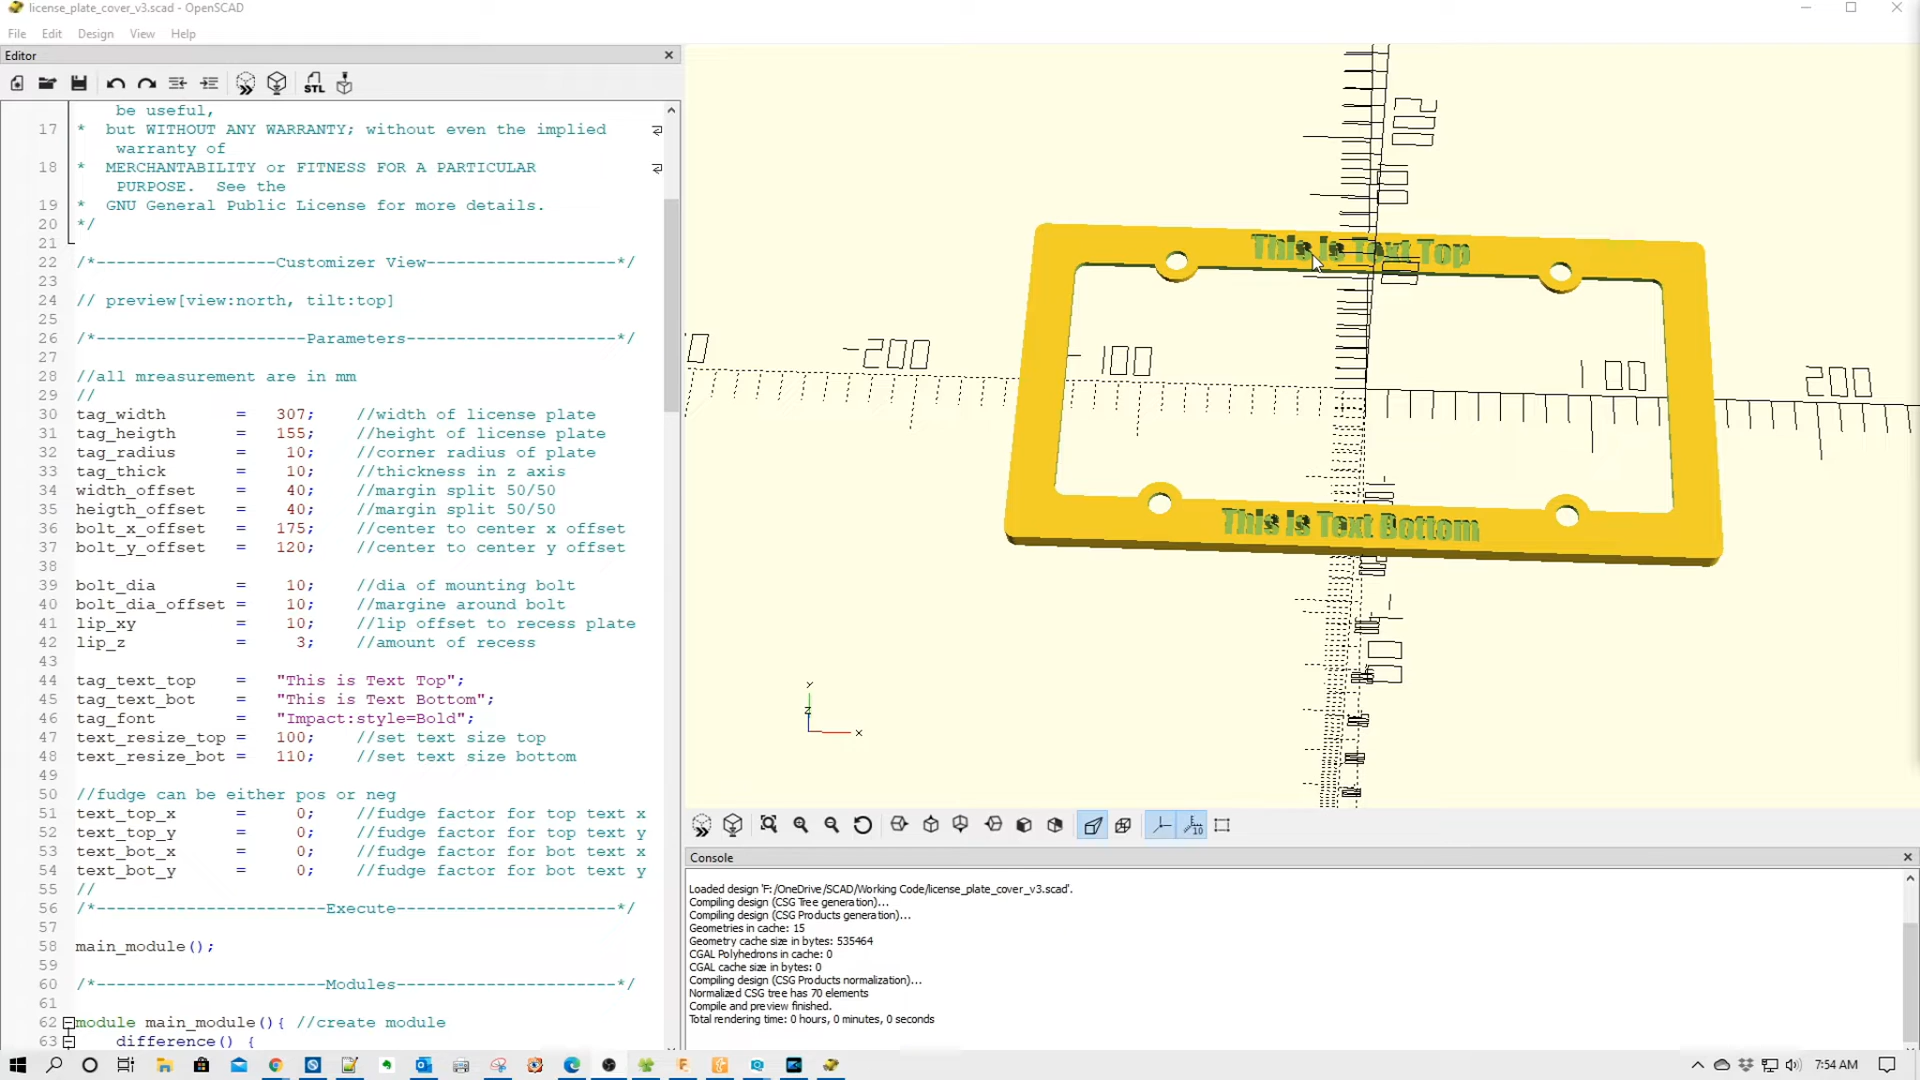 license_plate_cover_v3.scad - OpenSCAD
File Edit Design View Help
Editor
STL
be useful,
17 * but WITHOUT ANY WARRANTY; without even the implied
warranty of
18 * MERCHANTABILITY or FITNESS FOR A PARTICULAR
PURPOSE. See the
19 * GNU General Public License for more details.
20 */
21
22 /*------------------Customizer View------------------*/
23
24 // preview[view:north, tilt:top]
25
26 /*---------------------Parameters---------------------*/
27
28 //all mreasurement are in mm
29 //
30 tag_width = 307; //width of license plate
31 tag_heigth = 155; //height of license plate
32 tag_radius = 10; //corner radius of plate
33 tag_thick = 10; //thickness in z axis
34 width_offset = 40; //margin split 50/50
35 heigth_offset = 40; //margin split 50/50
36 bolt_x_offset = 175; //center to center x offset
37 bolt_y_offset = 120; //center to center y offset
38
39 bolt_dia = 10; //dia of mounting bolt
40 bolt_dia_offset = 10; //margine around bolt
41 lip_xy = 10; //lip offset to recess plate
42 lip_z = 3; //amount of recess
43
44 tag_text_top = "This is Text Top";
45 tag_text_bot = "This is Text Bottom";
46 tag_font = "Impact:style=Bold";
47 text_resize_top = 100; //set text size top
48 text_resize_bot = 110; //set text size bottom
49
50 //fudge can be either pos or neg
51 text_top_x = 0; //fudge factor for top text x
52 text_top_y = 0; //fudge factor for top text y
53 text_bot_x = 0; //fudge factor for bot text x
54 text_bot_y = 0; //fudge factor for bot text y
55 //
56 /*-----------------------Execute----------------------*/
57
58 main_module();
59
60 /*-----------------------Modules----------------------*/
61
62 module main_module(){ //create module
63 difference() {
This is Text Top
-200 -100 100 200
This is Text Bottom
Y
Z
X
10
Console
Loaded design 'F:/OneDrive/SCAD/Working Code/license_plate_cover_v3.scad'.
Compiling design (CSG Tree generation)...
Compiling design (CSG Products generation)...
Geometries in cache: 15
Geometry cache size in bytes: 535464
CGAL Polyhedrons in cache: 0
CGAL cache size in bytes: 0
Compiling design (CSG Products normalization)...
Normalized CSG tree has 70 elements
Compile and preview finished.
Total rendering time: 0 hours, 0 minutes, 0 seconds
7:54 AM